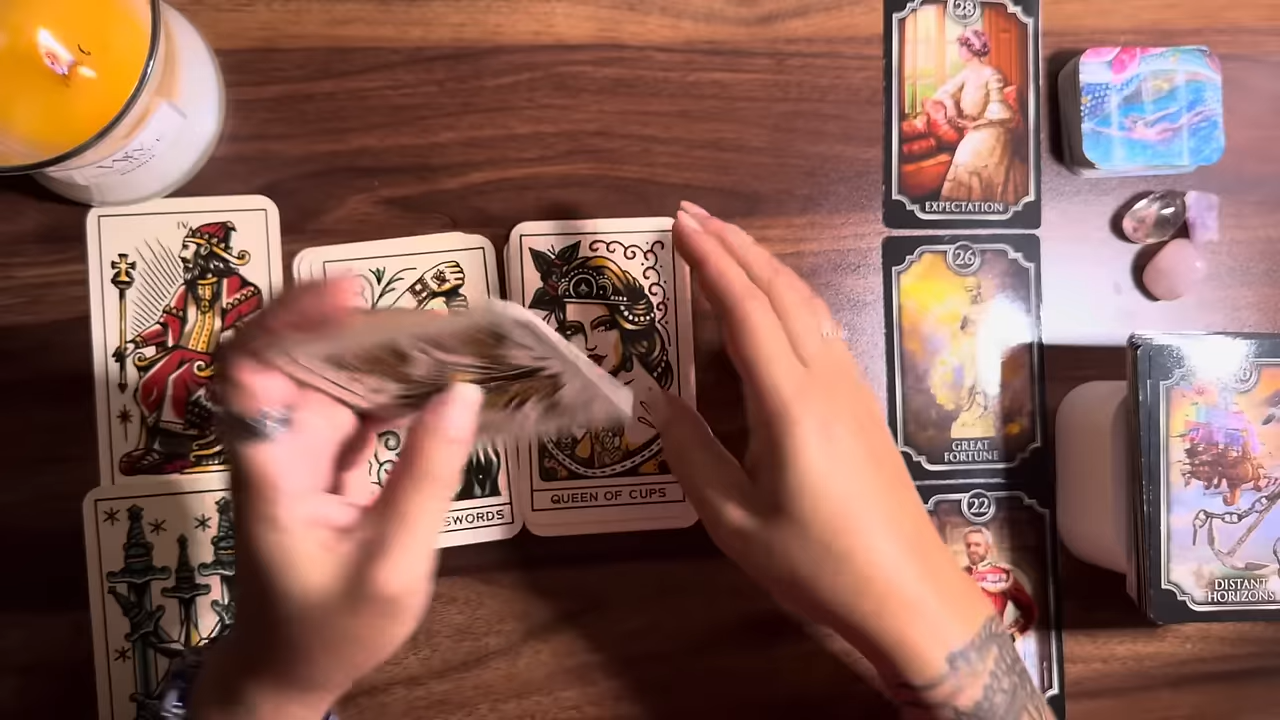 IV
SWORDS
QUEEN OF CUPS
28
EXPECTATION
26
GREAT
FORTUNE
22
DISTANT
HORIZONS